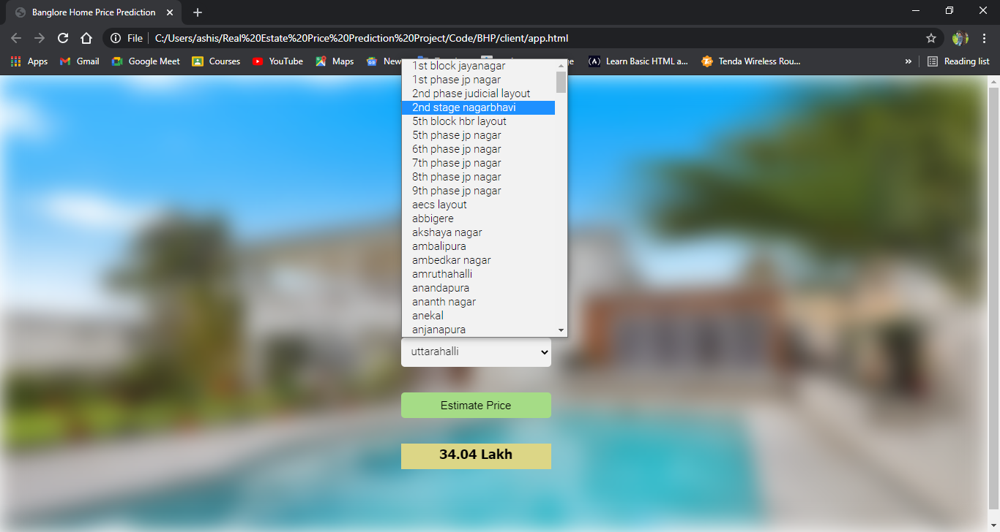 Banglore Home Price Prediction
File C:/Users/ashis/Real%20Estate%20Price%20Prediction%20Project/Code/BHP/client/app.html
Apps Gmail Google Meet Courses YouTube Maps New Learn Basic HTML a... Tenda Wireless Rou... » Reading list
1st block jayanagar
1st phase jp nagar
2nd phase judicial layout
2nd stage nagarbhavi
5th block hbr layout
5th phase jp nagar
6th phase jp nagar
7th phase jp nagar
8th phase jp nagar
9th phase jp nagar
aecs layout
abbigere
akshaya nagar
ambalipura
ambedkar nagar
amruthahalli
anandapura
ananth nagar
anekal
anjanapura
uttarahalli
Estimate Price
34.04 Lakh